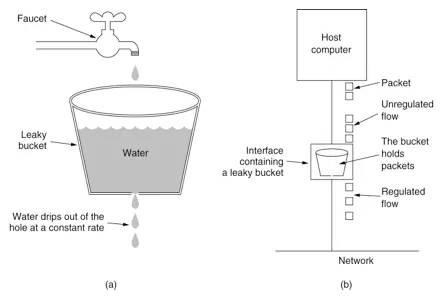 Faucet
Leaky
bucket
Water
Water drips out of the
hole at a constant rate
(a)
Host
computer
Packet
Unregulated
flow
Interface
containing
a leaky bucket
The bucket
holds
packets
Regulated
flow
Network
(b)